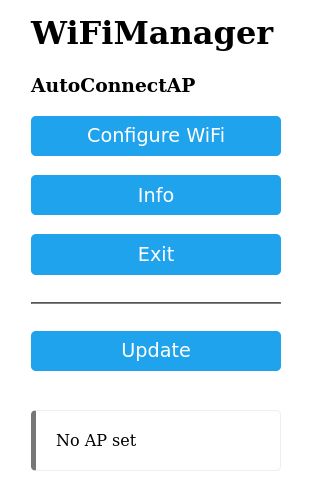 WiFiManager
AutoConnectAP
Configure WiFi
Info
Exit
Update
No AP set